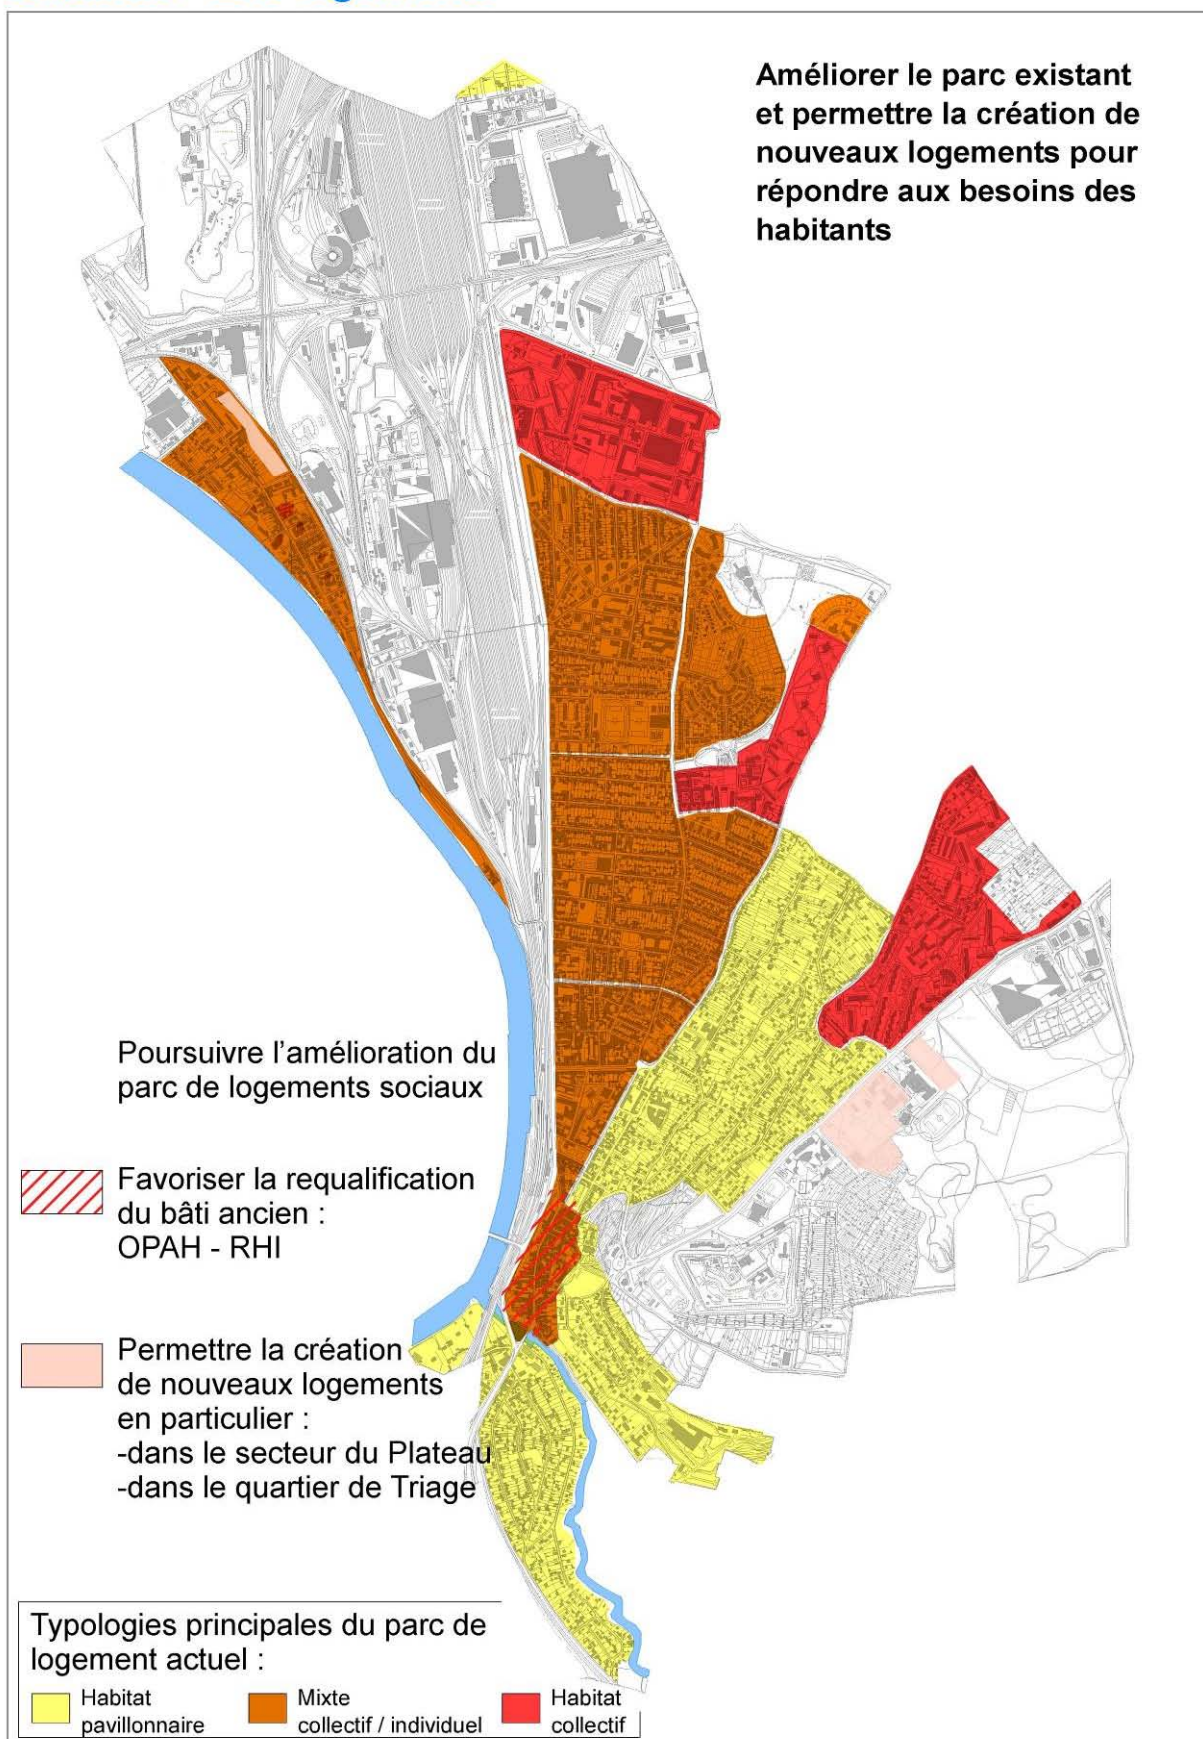 Améliorer le parc existant
et permettre la création de
nouveaux logements pour
répondre aux besoins des
habitants
Poursuivre l'amélioration du
parc de logements sociaux
Favoriser la requalification
du bâti ancien :
OPAH - RHI
Permettre la création
de nouveaux logements
en particulier :
-dans le secteur du Plateau
-dans le quartier de Triage
Typologies principales du parc de
logement actuel :
Habitat
pavillonnaire
Mixte
collectif / individuel
Habitat
collectif